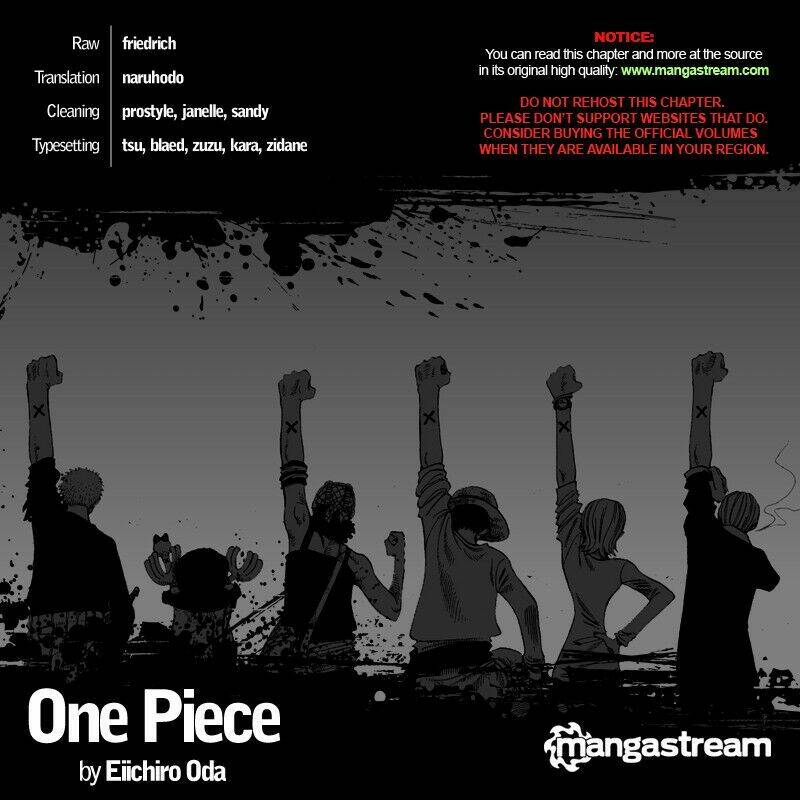 Raw friedrich
Translation naruhodo
Cleaning prostyle, janelle, sandy
Typesetting tsu, blaed, zuzu, kara, zidane
NOTICE:
You can read this chapter and more at the source
in its original high quality: www.mangastream.com
DO NOT REHOST THIS CHAPTER.
PLEASE DON'T SUPPORT WEBSITES THAT DO.
CONSIDER BUYING THE OFFICIAL VOLUMES
WHEN THEY ARE AVAILABLE IN YOUR REGION.
One Piece
by Eiichiro Oda
mangastream